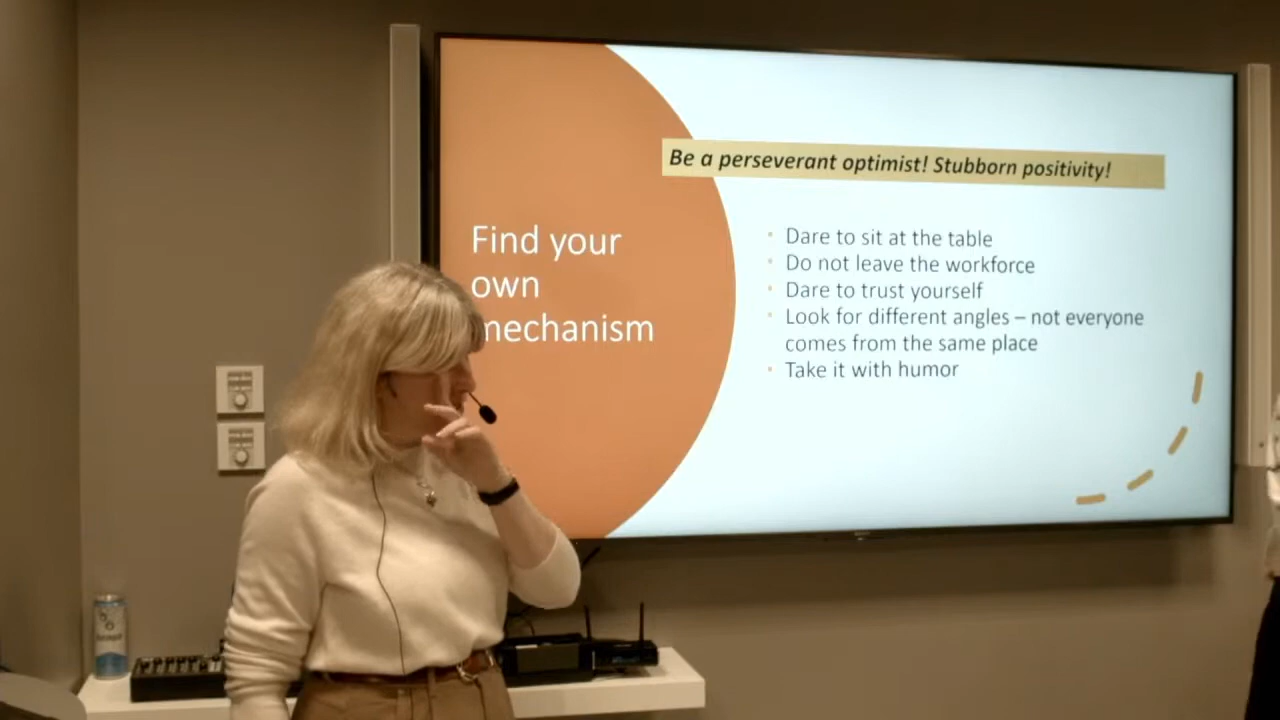 Be a perseverant optimist! Stubborn positivity!
Find your
own
mechanism
Dare to sit at the table
Do not leave the workforce
Dare to trust yourself
Look for different angles – not everyone
comes from the same place
Take it with humor